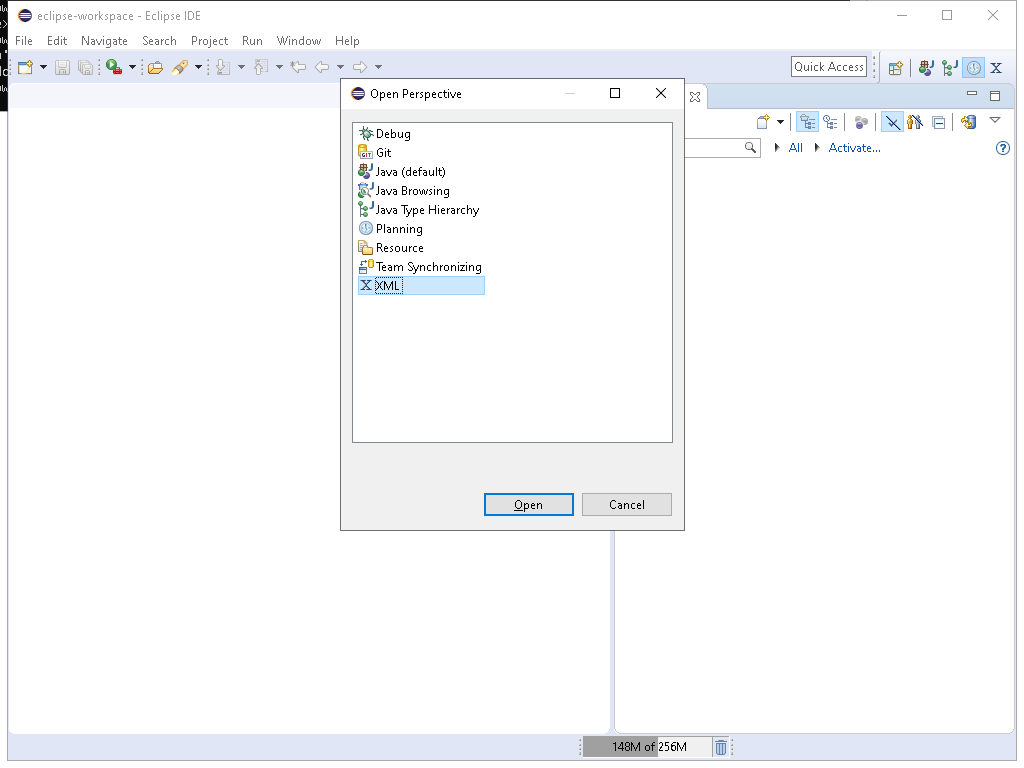 eclipse-workspace - Eclipse IDE
File Edit Navigate Search Project Run Window Help
Quick Access
Open Perspective
All Activate...
Debug
Git
Java (default)
Java Browsing
Java Type Hierarchy
Planning
Resource
Team Synchronizing
XML
Open Cancel
148M of 256M